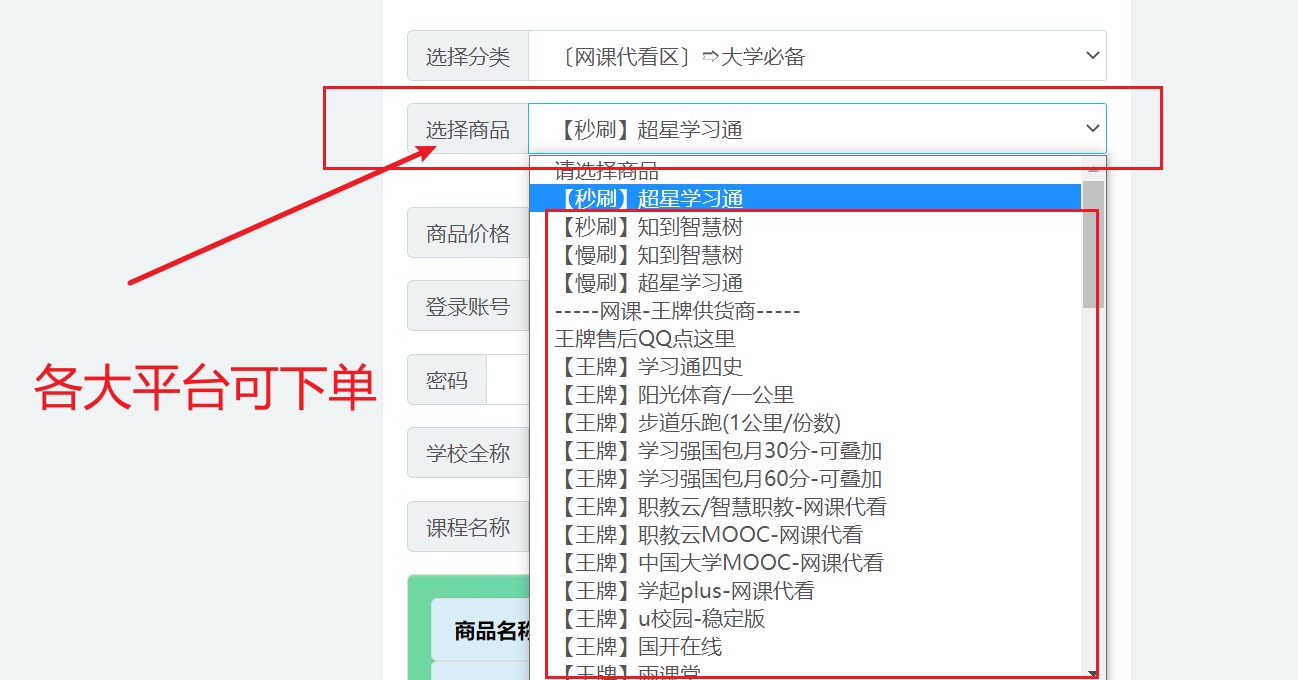 选择分类 〔网课代看区〕➱大学必备
选择商品 【秒刷】超星学习通
请选择商品
【秒刷】超星学习通
【秒刷】知到智慧树
【慢刷】知到智慧树
【慢刷】超星学习通
-----网课-王牌供货商-----
王牌售后QQ点这里
【王牌】学习通四史
【王牌】阳光体育/一公里
【王牌】步道乐跑(1公里/份数)
【王牌】学习强国包月30分-可叠加
【王牌】学习强国包月60分-可叠加
【王牌】职教云/智慧职教-网课代看
【王牌】职教云MOOC-网课代看
【王牌】中国大学MOOC-网课代看
【王牌】学起plus-网课代看
【王牌】u校园-稳定版
【王牌】国开在线
【王牌】雨课堂
商品价格
登录账号
密码
学校全称
课程名称
商品名称
各大平台可下单